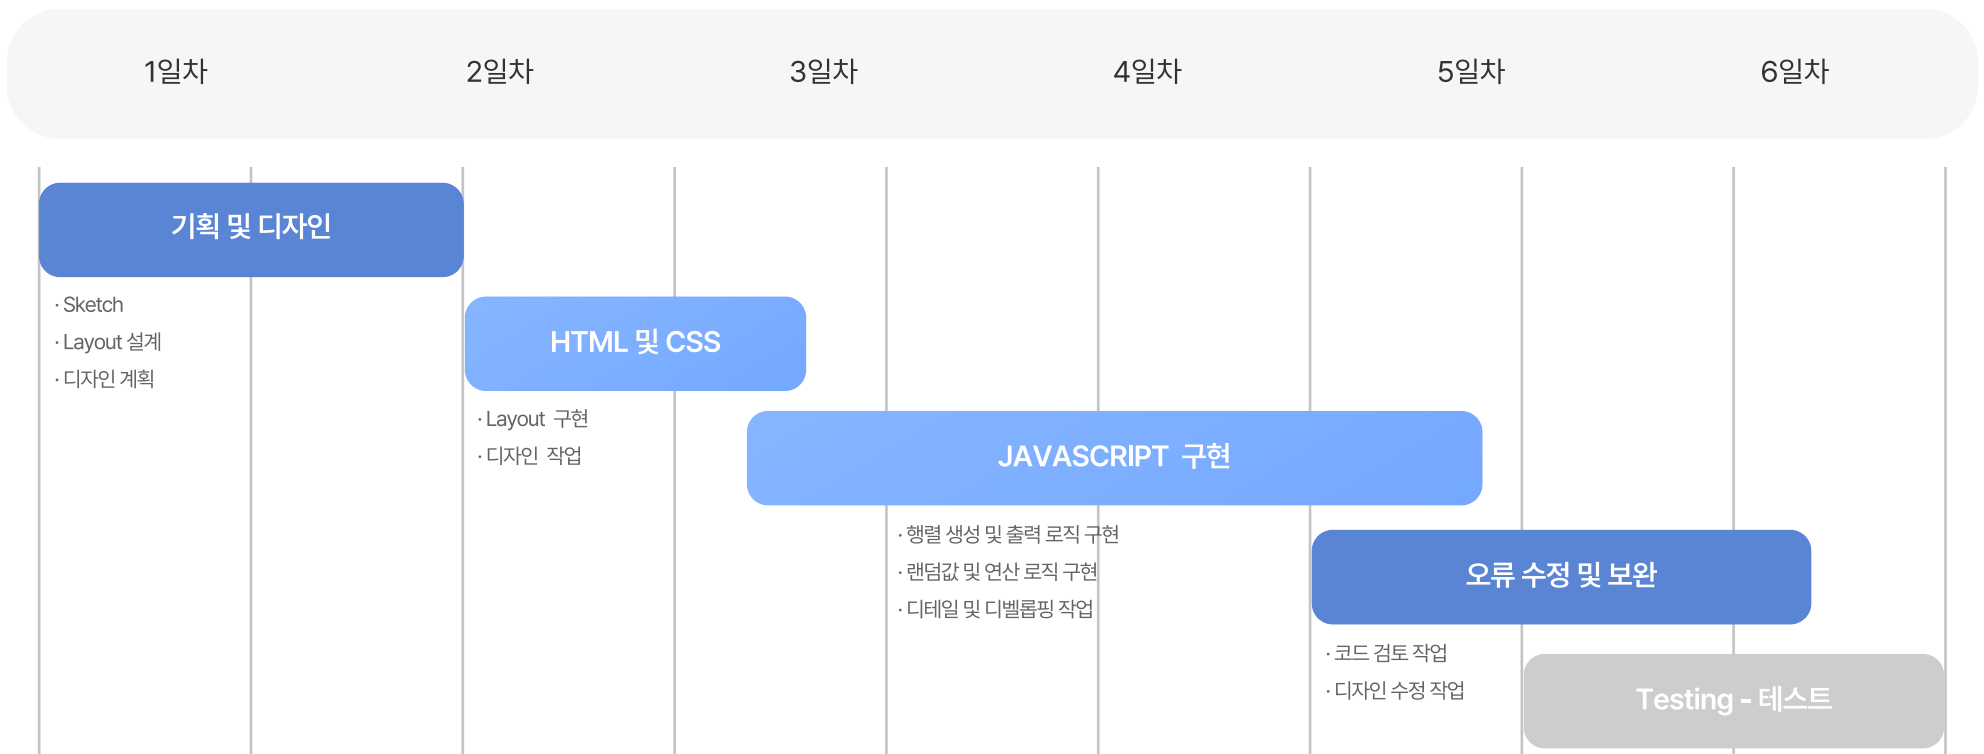 1일차 2일차 3일차 4일차 5일차 6일차
기획 및 디자인
· Sketch
· Layout 설계
· 디자인 계획
HTML 및 CSS
· Layout 구현
· 디자인 작업
JAVASCRIPT 구현
· 행렬 생성 및 출력 로직 구현
· 랜덤값 및 연산 로직 구현
· 디테일 및 디벨롭핑 작업
오류 수정 및 보완
· 코드 검토 작업
· 디자인 수정 작업
Testing - 테스트